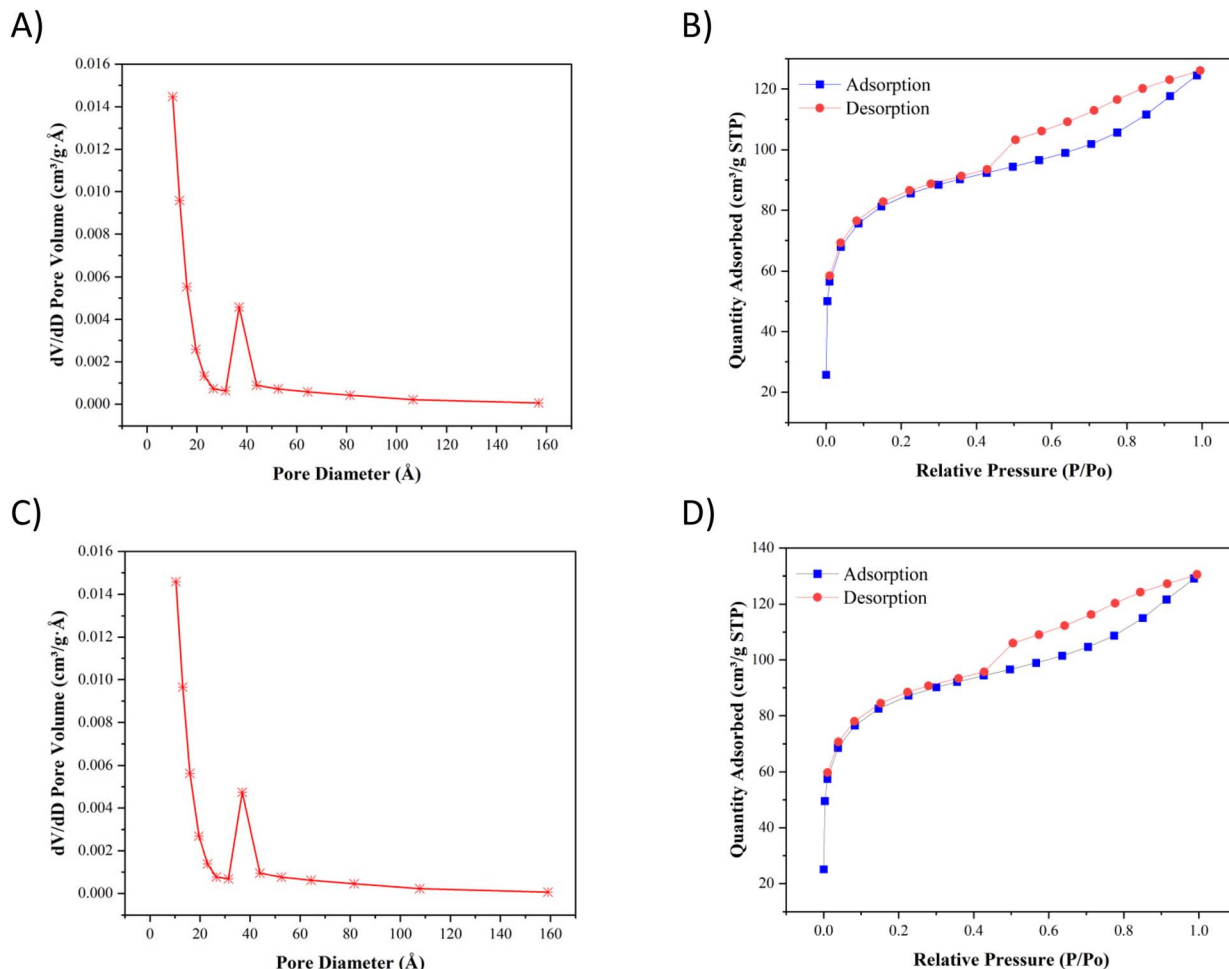 A)
0.016
0.014
0.012
0.010
0.008
0.006
0.004
0.002
0.000
dV/dD Pore Volume (cm³/g·Å)
0 20 40 60 80 100 120 140 160
Pore Diameter (Å)
B)
Adsorption
Desorption
120
100
80
60
40
20
Quantity Adsorbed (cm³/g STP)
0.0 0.2 0.4 0.6 0.8 1.0
Relative Pressure (P/Po)
C)
0.016
0.014
0.012
0.010
0.008
0.006
0.004
0.002
0.000
dV/dD Pore Volume (cm³/g·Å)
0 20 40 60 80 100 120 140 160
Pore Diameter (Å)
D)
Adsorption
Desorption
140
120
100
80
60
40
20
Quantity Adsorbed (cm³/g STP)
0.0 0.2 0.4 0.6 0.8 1.0
Relative Pressure (P/Po)